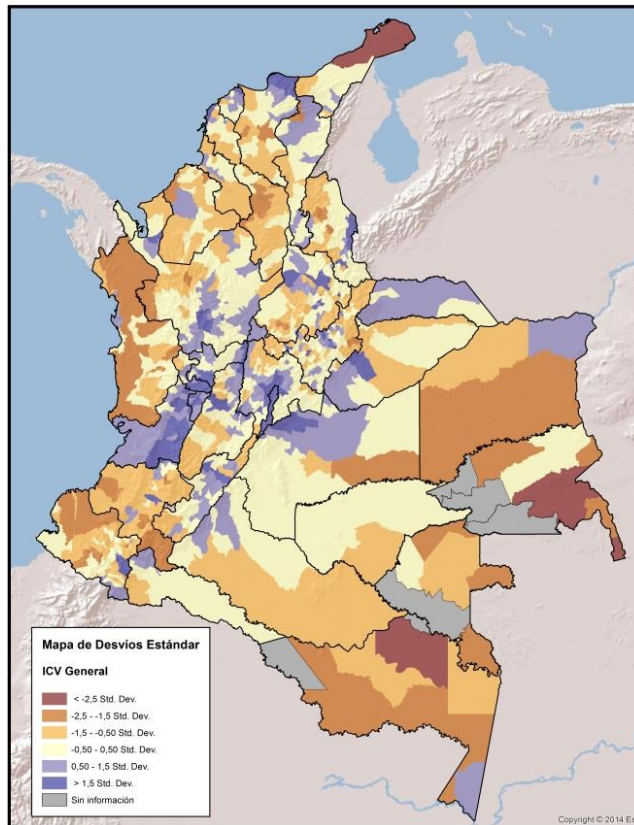 Mapa de Desvíos Estándar
ICV General
< -2,5 Std. Dev.
-2,5 - -1,5 Std. Dev.
-1,5 - -0,50 Std. Dev.
-0,50 - 0,50 Std. Dev.
0,50 - 1,5 Std. Dev.
> 1,5 Std. Dev.
Sin información
Copyright © 2014 Es